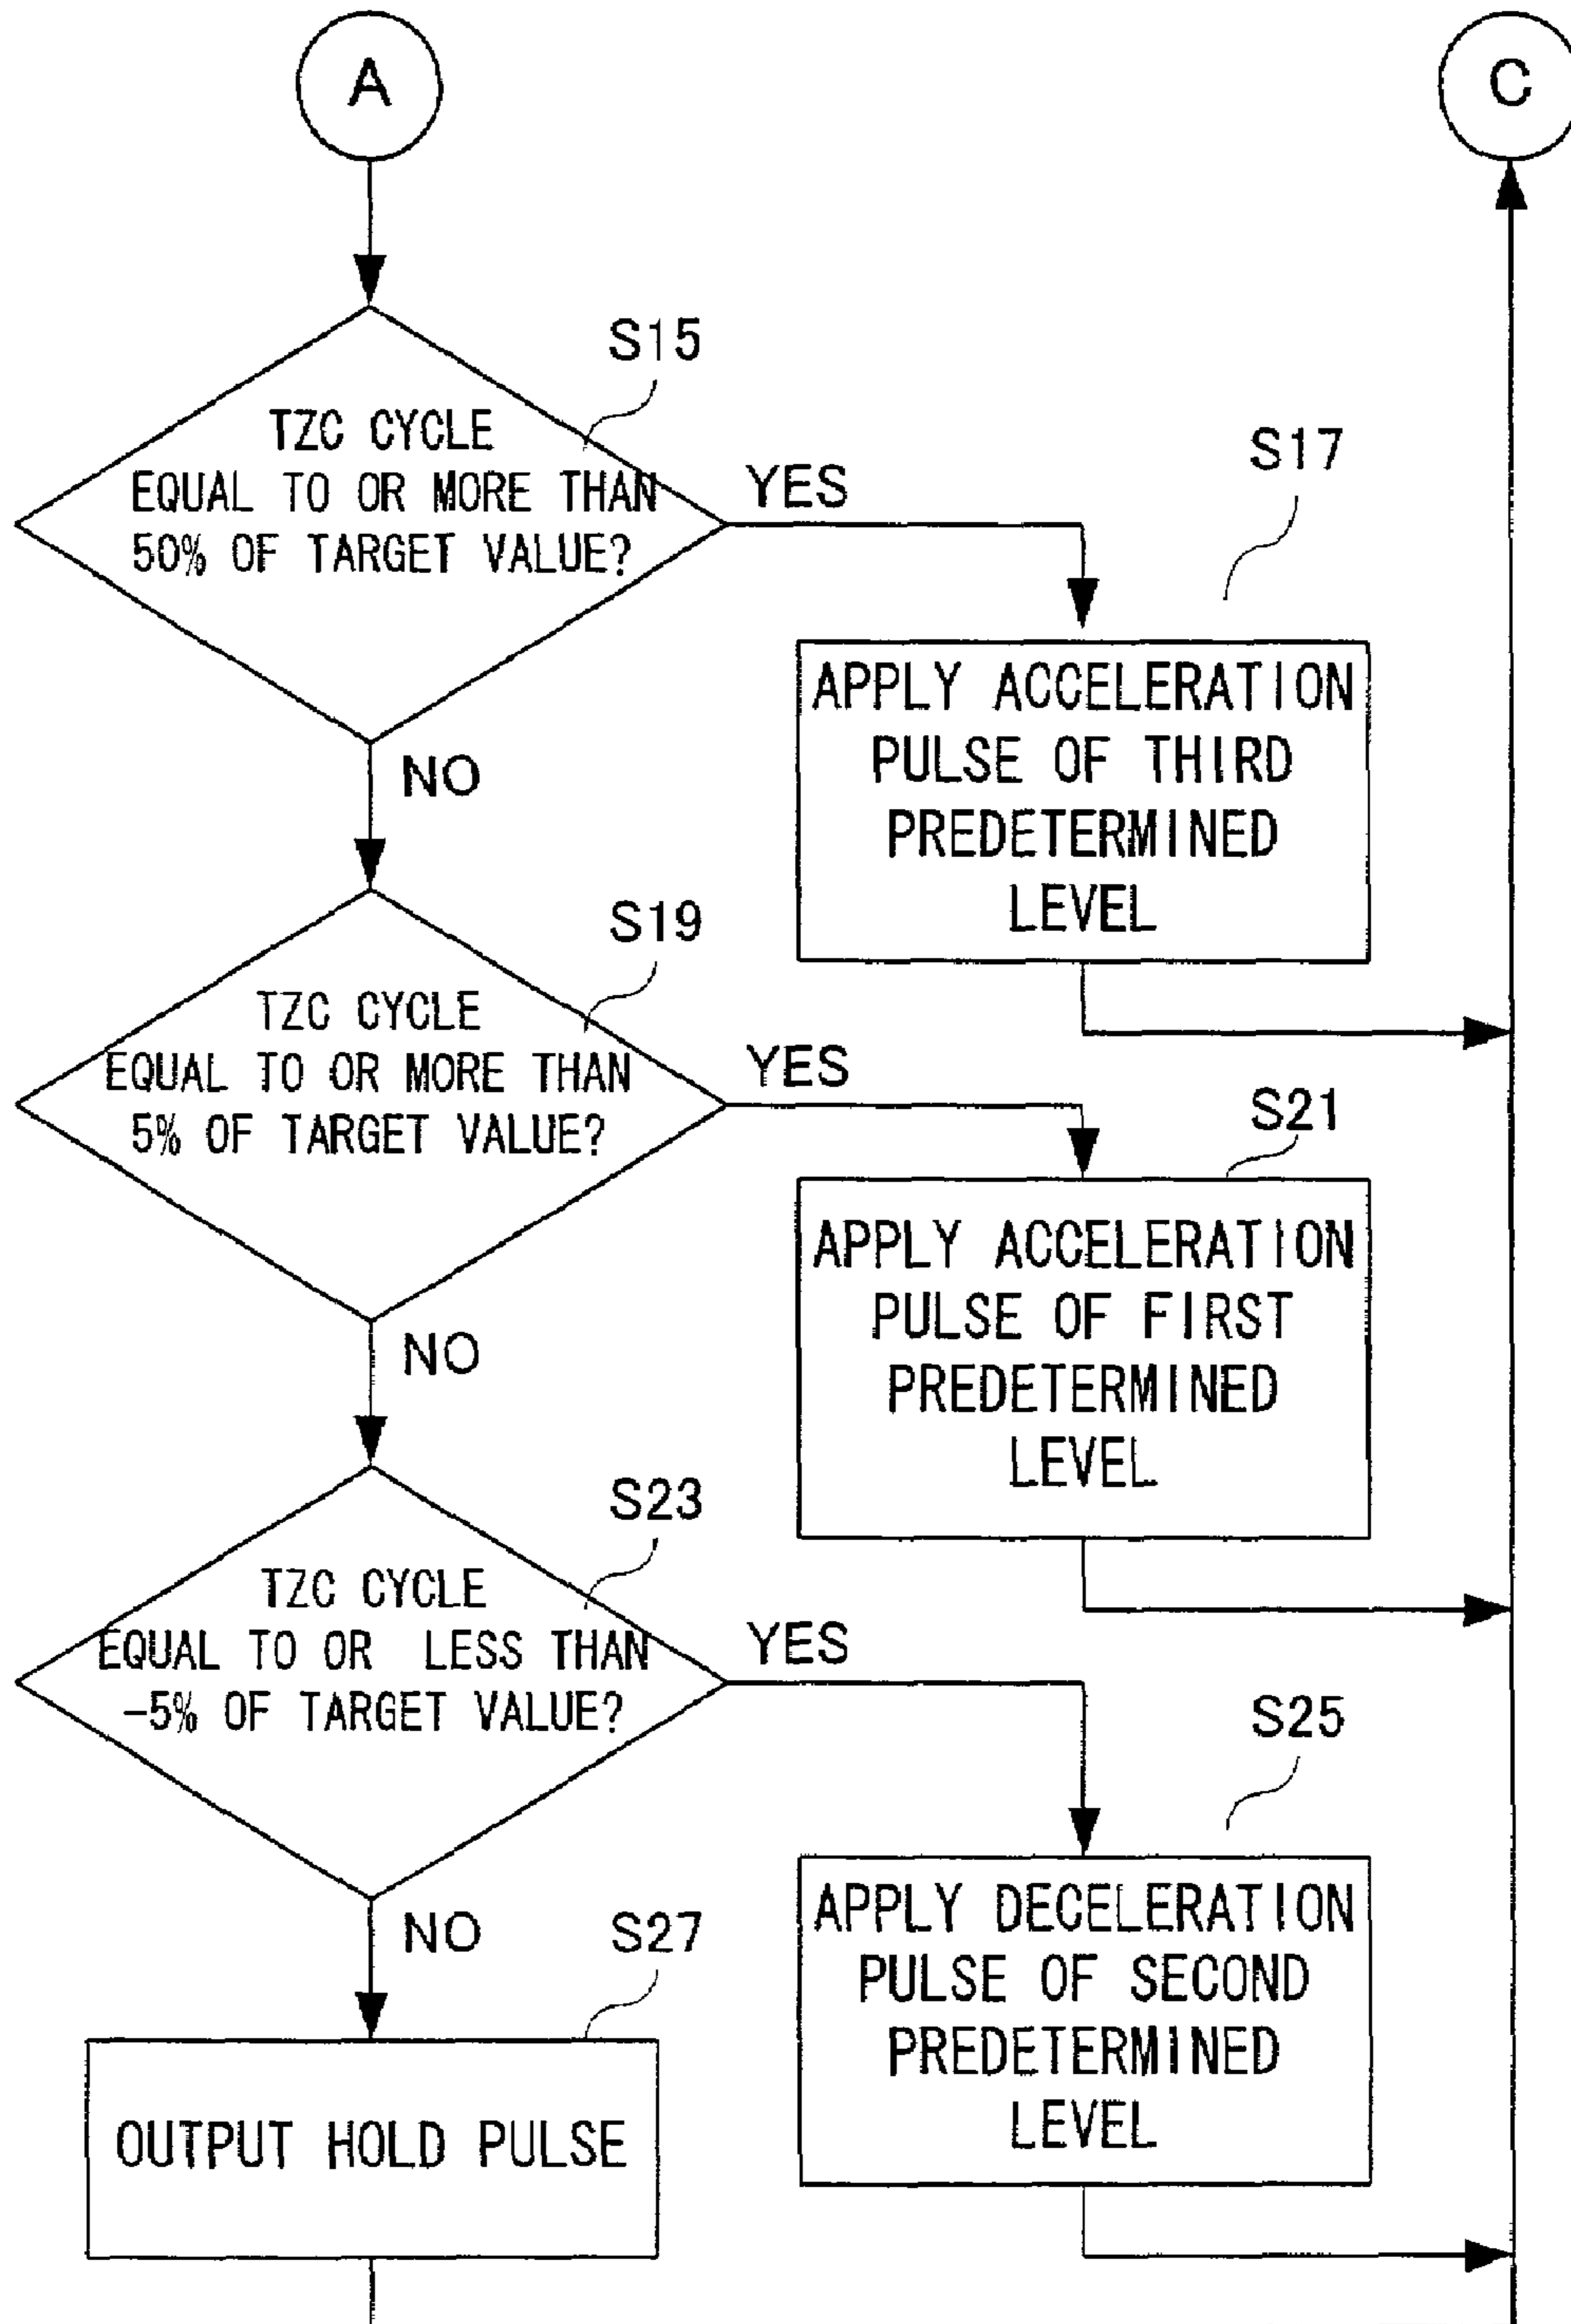 A
C
S15
TZC CYCLE
EQUAL TO OR MORE THAN
50% OF TARGET VALUE?
YES
S17
APPLY ACCELERATION
PULSE OF THIRD
PREDETERMINED
LEVEL
NO
S19
TZC CYCLE
EQUAL TO OR MORE THAN
5% OF TARGET VALUE?
YES
S21
APPLY ACCELERATION
PULSE OF FIRST
PREDETERMINED
LEVEL
NO
S23
TZC CYCLE
EQUAL TO OR LESS THAN
-5% OF TARGET VALUE?
YES
S25
APPLY DECELERATION
PULSE OF SECOND
PREDETERMINED
LEVEL
NO
S27
OUTPUT HOLD PULSE